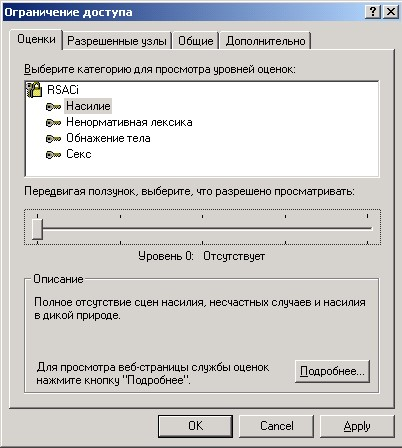 Ограничение доступа
Оценки Разрешенные узлы Общие Дополнительно
Выберите категорию для просмотра уровней оценок:
RSACi
Насилие
Ненормативная лексика
Обнажение тела
Секс
Передвигая ползунок, выберите, что разрешено просматривать:
Уровень 0: Отсутствует
Описание
Полное отсутствие сцен насилия, несчастных случаев и насилия
в дикой природе.
Для просмотра веб-страницы службы оценок
нажмите кнопку "Подробнее".
Подробнее...
OK Cancel Apply